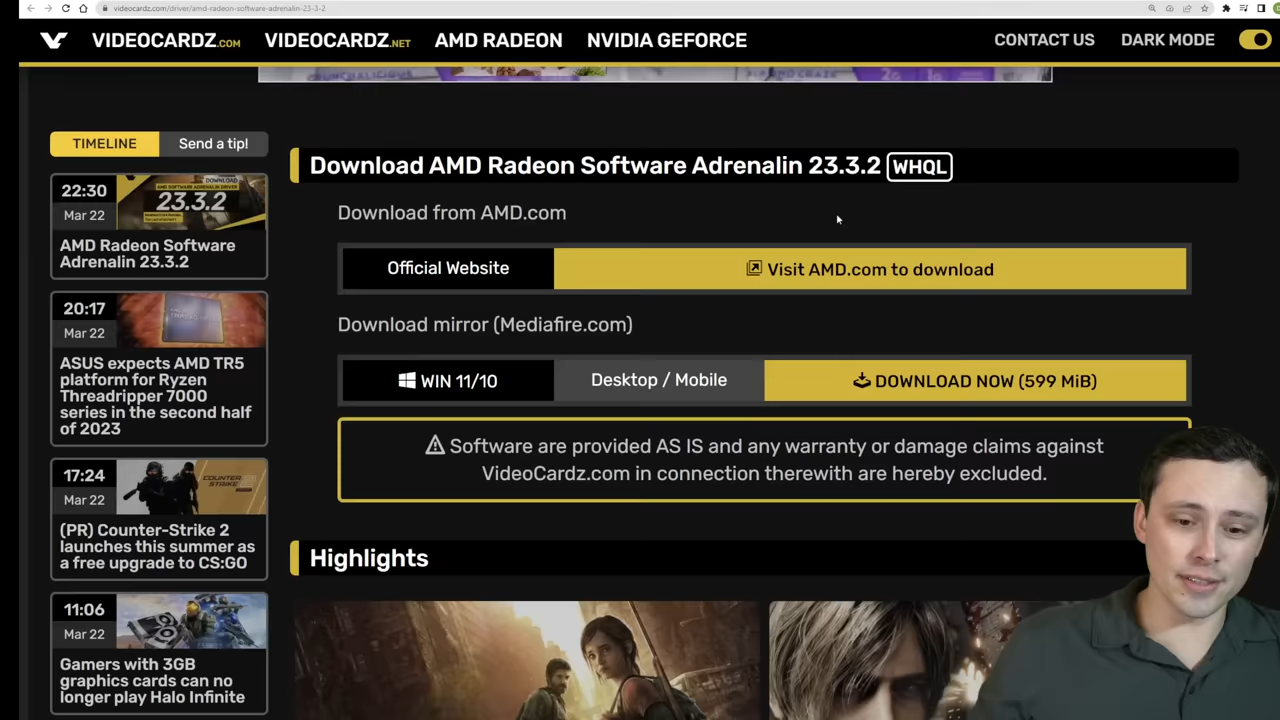 videocardz.com/driver/amd-radeon-software-adrenalin-23-3-2
VIDEOCARDZ.COM VIDEOCARDZ.NET AMD RADEON NVIDIA GEFORCE CONTACT US DARK MODE
TIMELINE Send a tip!
22:30
Mar 22
DOWNLOAD
AMD SOFTWARE ADRENALIN DRIVER
23.3.2
AMD Radeon Software
Adrenalin 23.3.2
20:17
Mar 22
ASUS expects AMD TR5
platform for Ryzen
Threadripper 7000
series in the second half
of 2023
17:24
Mar 22
COUNTER
STRIKE
(PR) Counter-Strike 2
launches this summer as
a free upgrade to CS:GO
11:06
Mar 22
Gamers with 3GB
graphics cards can no
longer play Halo Infinite
Download AMD Radeon Software Adrenalin 23.3.2 WHQL
Download from AMD.com
Official Website Visit AMD.com to download
Download mirror (Mediafire.com)
WIN 11/10 Desktop / Mobile DOWNLOAD NOW (599 MiB)
Software are provided AS IS and any warranty or damage claims against
VideoCardz.com in connection therewith are hereby excluded.
Highlights